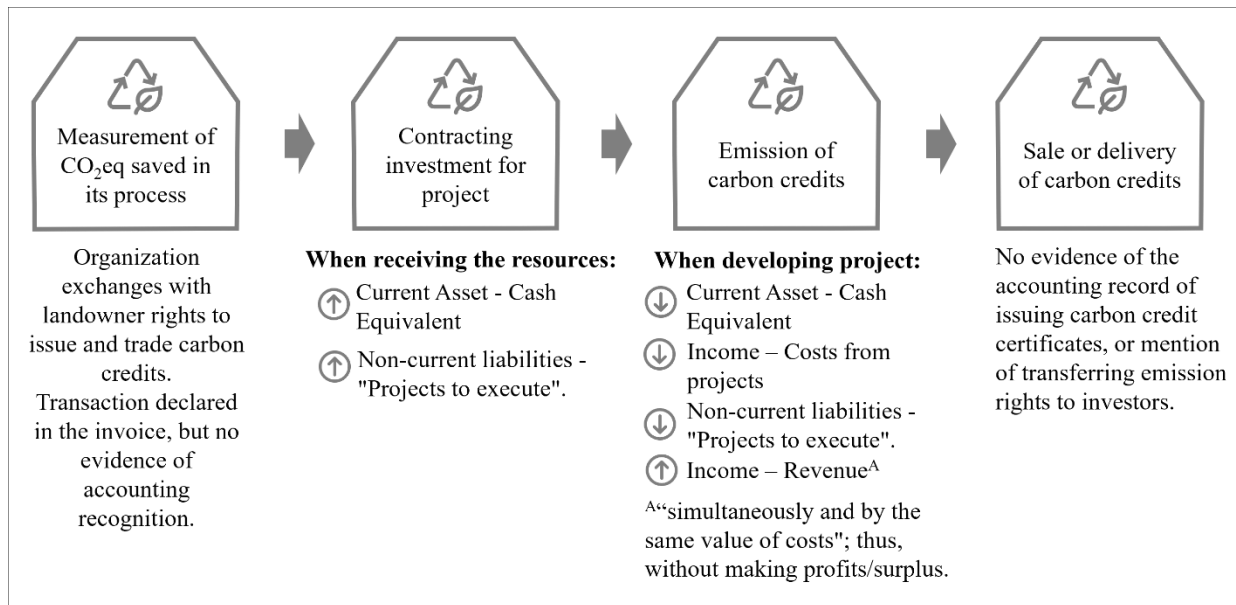 Measurement of
CO₂eq saved in
its process
Organization
exchanges with
landowner rights to
issue and trade carbon
credits.
Transaction declared
in the invoice, but no
evidence of
accounting
recognition.
Contracting
investment for
project
When receiving the resources:
Current Asset - Cash
Equivalent
Non-current liabilities -
"Projects to execute".
Emission of
carbon credits
When developing project:
Current Asset - Cash
Equivalent
Income – Costs from
projects
Non-current liabilities -
"Projects to execute".
Income – Revenueᴬ
ᴬ“simultaneously and by the
same value of costs"; thus,
without making profits/surplus.
Sale or delivery
of carbon credits
No evidence of the
accounting record of
issuing carbon credit
certificates, or mention
of transferring emission
rights to investors.